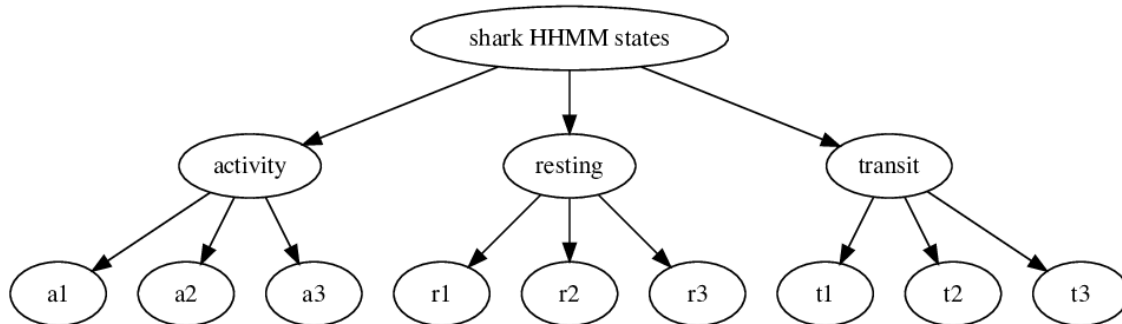 shark HHMM states
activity resting transit
a1 a2 a3 r1 r2 r3 t1 t2 t3